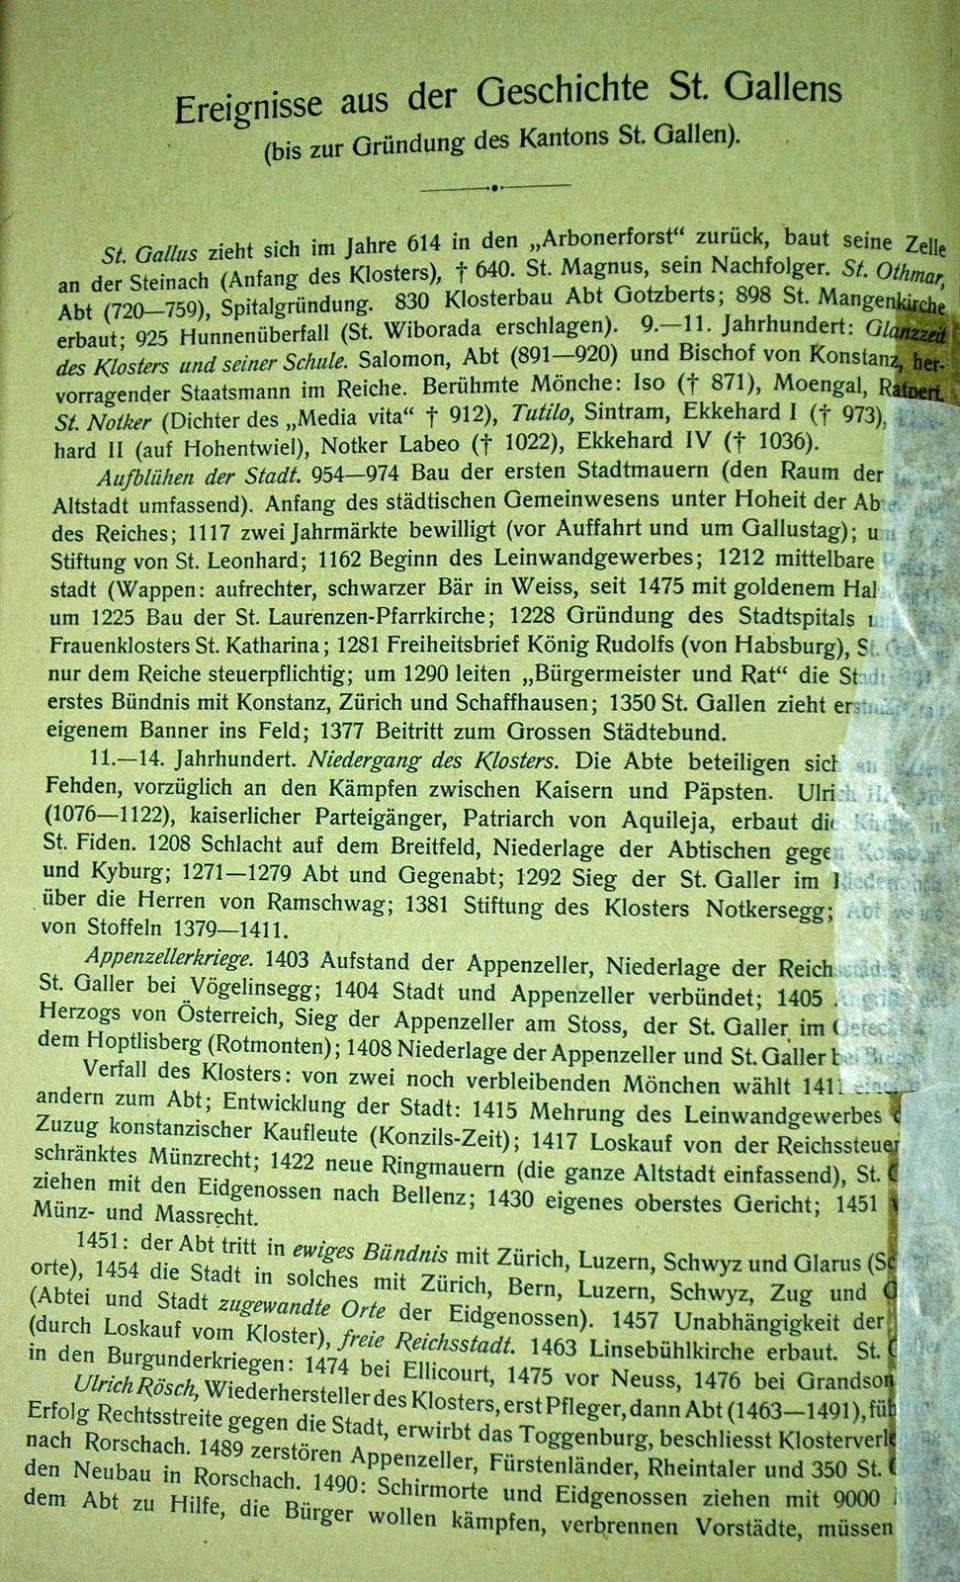 Ereignisse aus der Geschichte St. Gallens
(bis zur Gründung des Kantons St. Gallen).
St. Gallus zieht sich im Jahre 614 in den „Arbonerforst“ zurück, baut seine Zelle
an der Steinach (Anfang des Klosters), † 640. St. Magnus, sein Nachfolger. St. Othmar,
Abt (720—759), Spitalgründung. 830 Klosterbau Abt Gotzberts; 898 St. Mangenkirche
erbaut; 925 Hunnenüberfall (St. Wiborada erschlagen). 9.—11. Jahrhundert: Glanzzeit
des Klosters und seiner Schule. Salomon, Abt (891—920) und Bischof von Konstanz, her-
vorragender Staatsmann im Reiche. Berühmte Mönche: Iso († 871), Moengal, Ratpert,
St. Notker (Dichter des „Media vita“ † 912), Tutilo, Sintram, Ekkehard I († 973),
hard II (auf Hohentwiel), Notker Labeo († 1022), Ekkehard IV († 1036).
Aufblühen der Stadt. 954—974 Bau der ersten Stadtmauern (den Raum der
Altstadt umfassend). Anfang des städtischen Gemeinwesens unter Hoheit der Ab
des Reiches; 1117 zwei Jahrmärkte bewilligt (vor Auffahrt und um Gallustag); u
Stiftung von St. Leonhard; 1162 Beginn des Leinwandgewerbes; 1212 mittelbare
stadt (Wappen: aufrechter, schwarzer Bär in Weiss, seit 1475 mit goldenem Hal
um 1225 Bau der St. Laurenzen-Pfarrkirche; 1228 Gründung des Stadtspitals
Frauenklosters St. Katharina; 1281 Freiheitsbrief König Rudolfs (von Habsburg), St.
nur dem Reiche steuerpflichtig; um 1290 leiten „Bürgermeister und Rat“ die Stadt
erstes Bündnis mit Konstanz, Zürich und Schaffhausen; 1350 St. Gallen zieht erstmals
eigenem Banner ins Feld; 1377 Beitritt zum Grossen Städtebund.
11.—14. Jahrhundert. Niedergang des Klosters. Die Abte beteiligen sich an
Fehden, vorzüglich an den Kämpfen zwischen Kaisern und Päpsten. Ulrich
(1076—1122), kaiserlicher Parteigänger, Patriarch von Aquileja, erbaut die Kirche in
St. Fiden. 1208 Schlacht auf dem Breitfeld, Niederlage der Abtischen gegen Konstanz
und Kyburg; 1271—1279 Abt und Gegenabt; 1292 Sieg der St. Galler im
über die Herren von Ramschwag; 1381 Stiftung des Klosters Notkersegg; Abt
von Stoffeln 1379—1411.
Appenzellerkriege. 1403 Aufstand der Appenzeller, Niederlage der Reich
St. Galler bei Vögelinsegg; 1404 Stadt und Appenzeller verbündet; 1405 Angriff des
Herzogs von Österreich, Sieg der Appenzeller am Stoss, der St. Galler im
dem Hoptlisberg (Rotmonten); 1408 Niederlage der Appenzeller und St. Galler
Verfall des Klosters: von zwei noch verbleibenden Mönchen wählt 1411 einer
andern zum Abt; Entwicklung der Stadt: 1415 Mehrung des Leinwandgewerbes
Zuzug konstanzischer Kaufleute (Konzils-Zeit); 1417 Loskauf von der Reichssteuer
schränktes Münzrecht; 1422 neue Ringmauern (die ganze Altstadt einfassend), St.
ziehen mit den Eidgenossen nach Bellenz; 1430 eigenes oberstes Gericht; 1451
Münz- und Massrecht.
1451: der Abt tritt in ewiges Bündnis mit Zürich, Luzern, Schwyz und Glarus (Sc
orte), 1454 die Stadt in solches mit Zürich, Bern, Luzern, Schwyz, Zug und
(Abtei und Stadt zugewandte Orte der Eidgenossen). 1457 Unabhängigkeit der
(durch Loskauf vom Kloster), freie Reichsstadt. 1463 Linsebühlkirche erbaut. St.
in den Burgunderkriegen: 1474 bei Ellicourt, 1475 vor Neuss, 1476 bei Grandson
Ulrich Rösch, Wiederhersteller des Klosters, erst Pfleger, dann Abt (1463—1491), füh
Erfolg Rechtsstreite gegen die Stadt, erwirbt das Toggenburg, beschliesst Klosterverl
nach Rorschach. 1489 zerstören Appenzeller, Fürstenländer, Rheintaler und 350 St.
den Neubau in Rorschach. 1490: Schirmorte und Eidgenossen ziehen mit 9000
dem Abt zu Hilfe, die Bürger wollen kämpfen, verbrennen Vorstädte, müssen